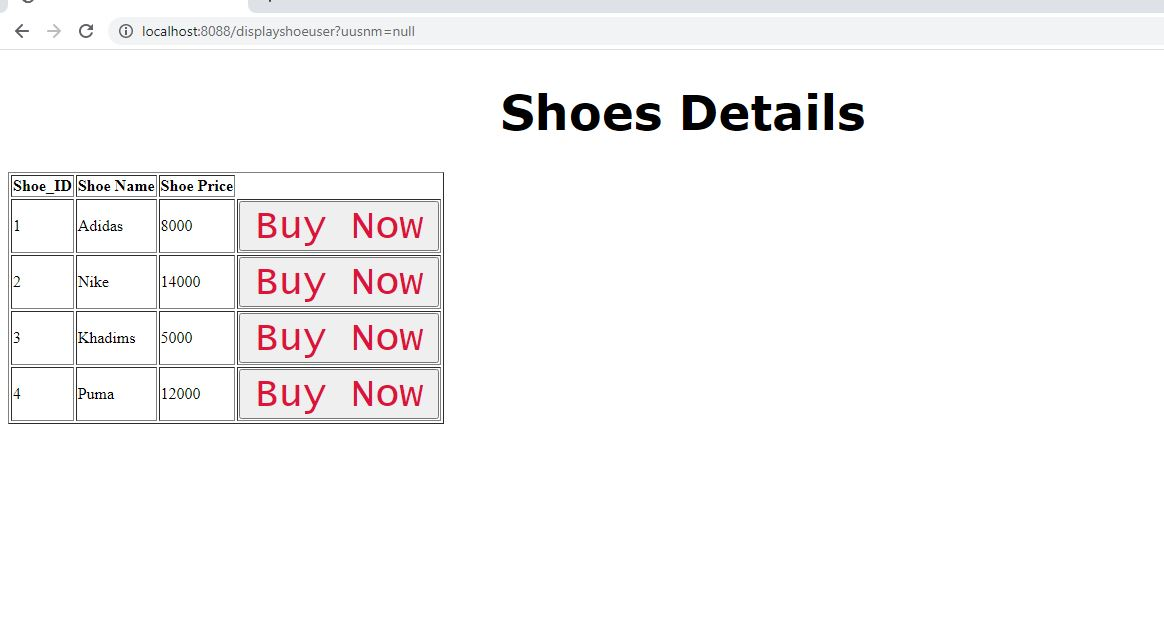 localhost:8088/displayshoeuser?uusnm=null
Shoes Details
Shoe_ID Shoe Name Shoe Price
1 Adidas 8000 Buy Now
2 Nike 14000 Buy Now
3 Khadims 5000 Buy Now
4 Puma 12000 Buy Now